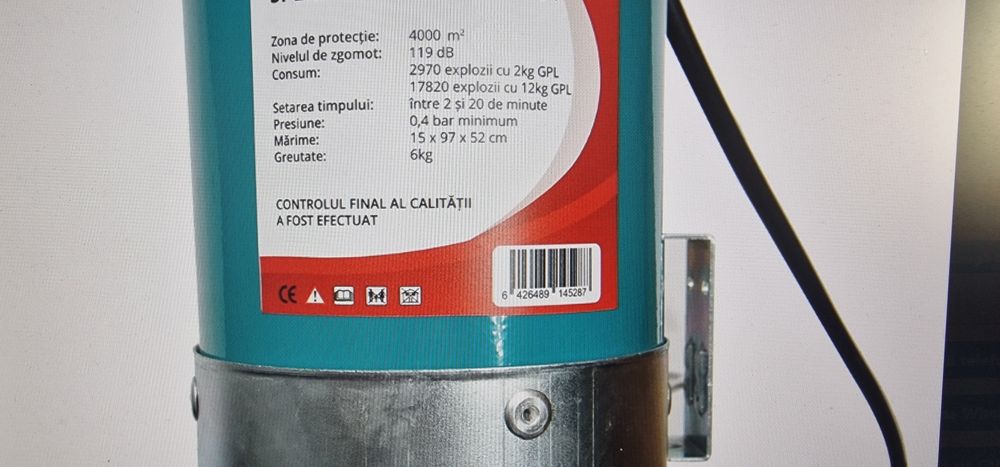 Zona de protecție: 4000 m²
Nivelul de zgomot: 119 dB
Consum: 2970 explozii cu 2kg GPL
17820 explozii cu 12kg GPL
Setarea timpului: între 2 și 20 de minute
Presiune: 0,4 bar minimum
Mărime: 15 x 97 x 52 cm
Greutate: 6kg
CONTROLUL FINAL AL CALITĂȚII
A FOST EFECTUAT
CE
6 426489 145287